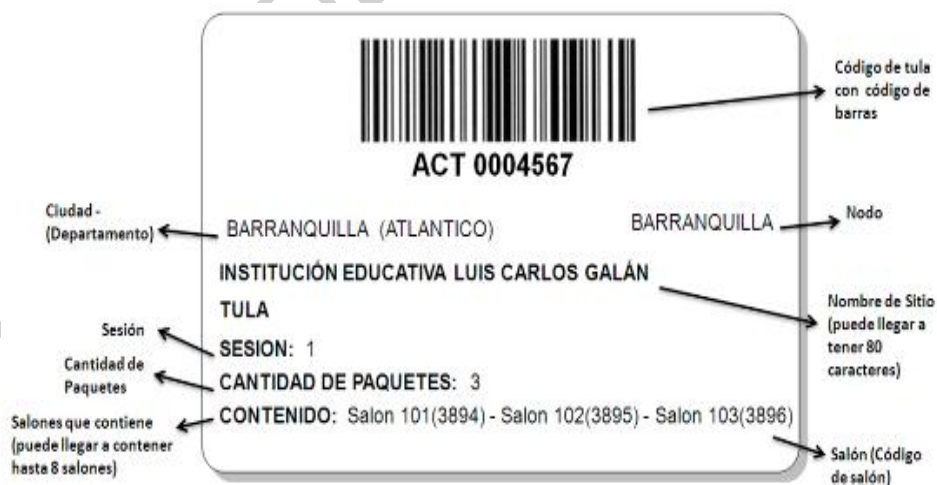 Código de tula
con código de
barras
ACT 0004567
Ciudad -
(Departamento)
BARRANQUILLA (ATLANTICO)
BARRANQUILLA
Nodo
INSTITUCIÓN EDUCATIVA LUIS CARLOS GALÁN
TULA
Nombre de Sitio
(puede llegar a
tener 80
caracteres)
Sesión
SESION: 1
Cantidad de
Paquetes
CANTIDAD DE PAQUETES: 3
Salones que contiene
(puede llegar a contener
hasta 8 salones)
CONTENIDO: Salon 101(3894) - Salon 102(3895) - Salon 103(3896)
Salón (Código
de salón)